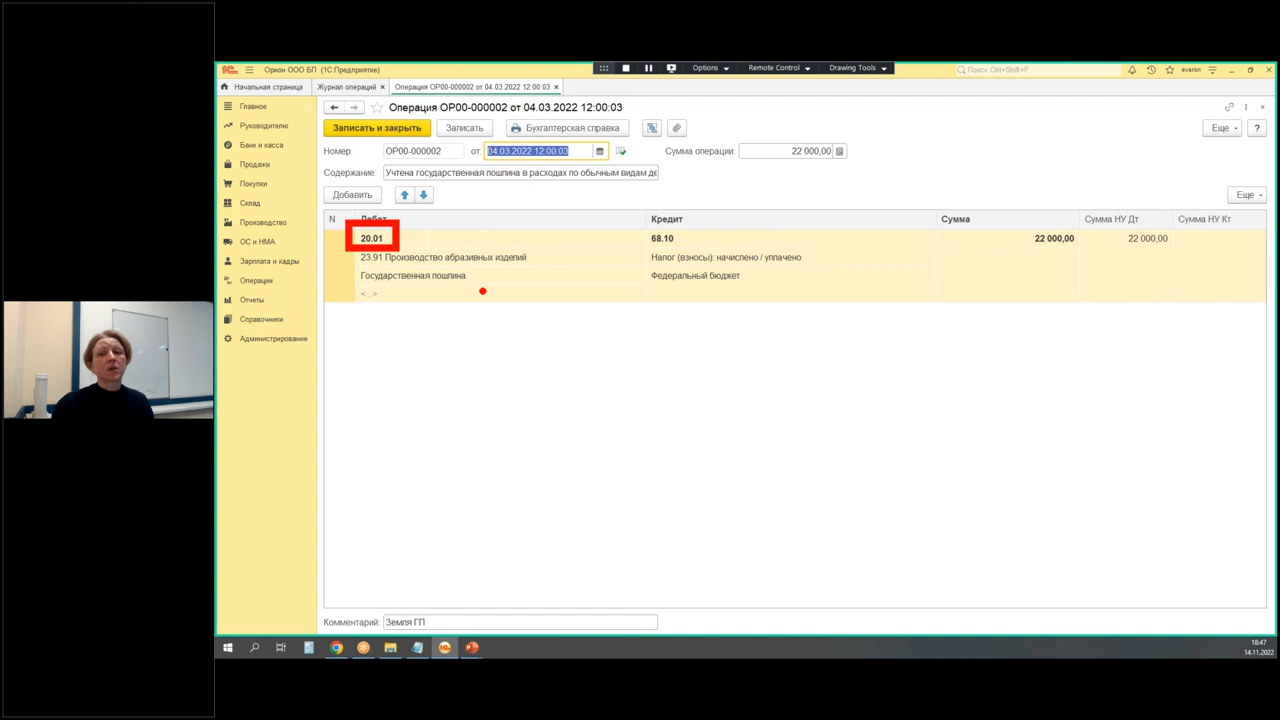 Орион ООО БП (1С:Предприятие)
Options
Remote Control
Drawing Tools
Поиск Ctrl+Shift+F
evankn
Начальная страница
Журнал операций ×
Операция ОР00-000002 от 04.03.2022 12:00:03 ×
Главное
Руководителю
Банк и касса
Продажи
Покупки
Склад
Производство
ОС и НМА
Зарплата и кадры
Операции
Отчеты
Справочники
Администрирование
Операция ОР00-000002 от 04.03.2022 12:00:03
Записать и закрыть
Записать
Бухгалтерская справка
Еще
?
Номер:
ОР00-000002
от:
04.03.2022 12:00:03
Сумма операции:
22 000,00
Содержание:
Учтена государственная пошлина в расходах по обычным видам де
Добавить
Еще
N
Дебет
Кредит
Сумма
Сумма НУ Дт
Сумма НУ Кт
20.01
68.10
22 000,00
22 000,00
23.91 Производство абразивных изделий
Налог (взносы): начислено / уплачено
Государственная пошлина
Федеральный бюджет
<...>
Комментарий:
Земля ГП
18:47
14.11.2022